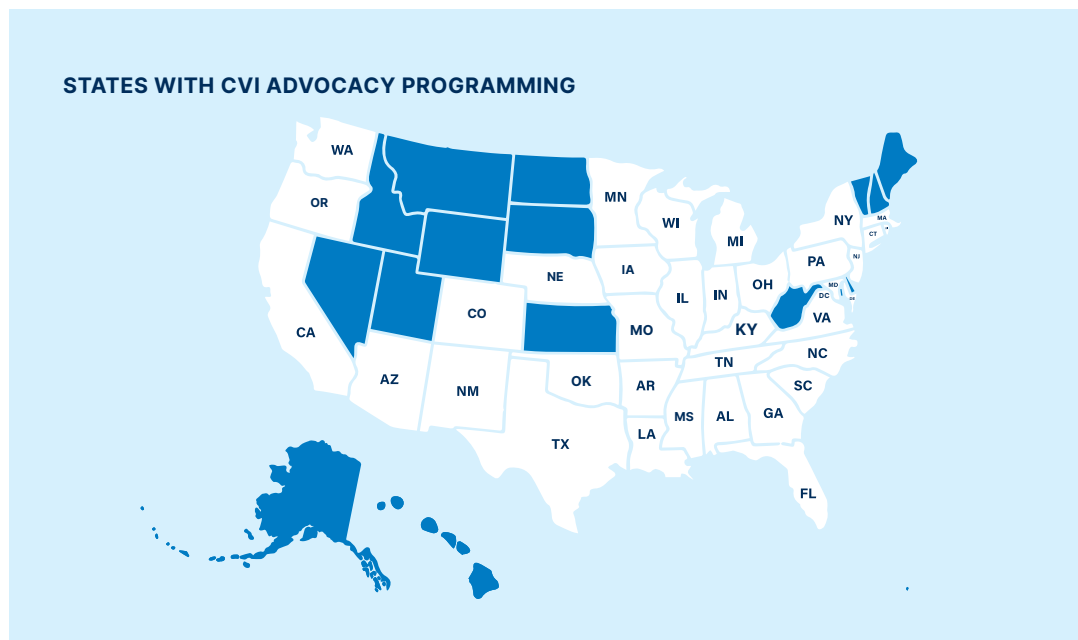 STATES WITH CVI ADVOCACY PROGRAMMING
WA
OR
MN
WI
MI
NY
MA
CT
NJ
PA
NE
IA
IL
IN
OH
MD
DC
DE
CA
CO
MO
KY
VA
NC
TN
SC
AZ
NM
OK
AR
MS
AL
GA
LA
TX
FL